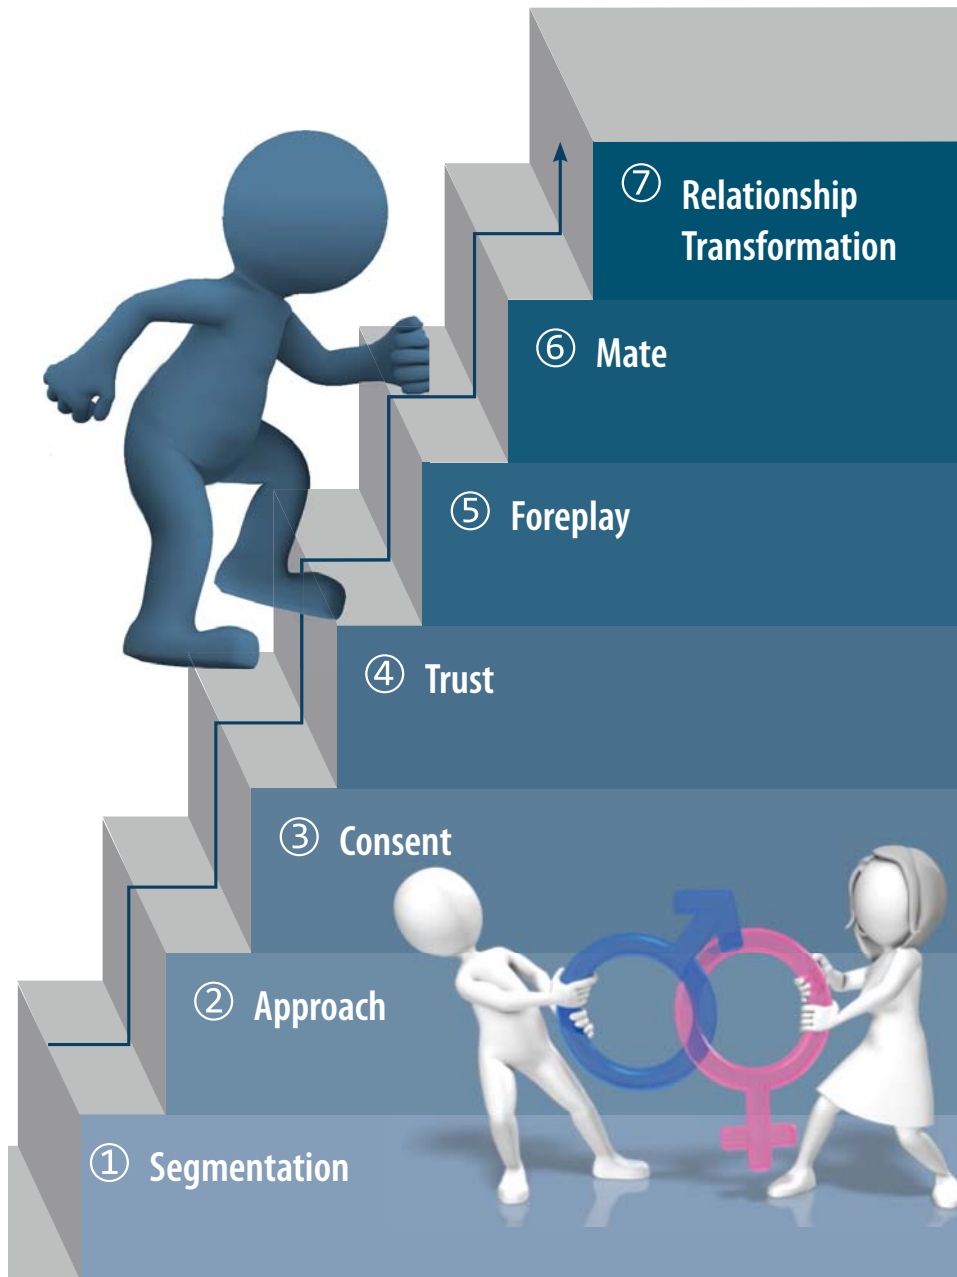 ⑦ Relationship
Transformation
⑥ Mate
⑤ Foreplay
④ Trust
③ Consent
② Approach
① Segmentation